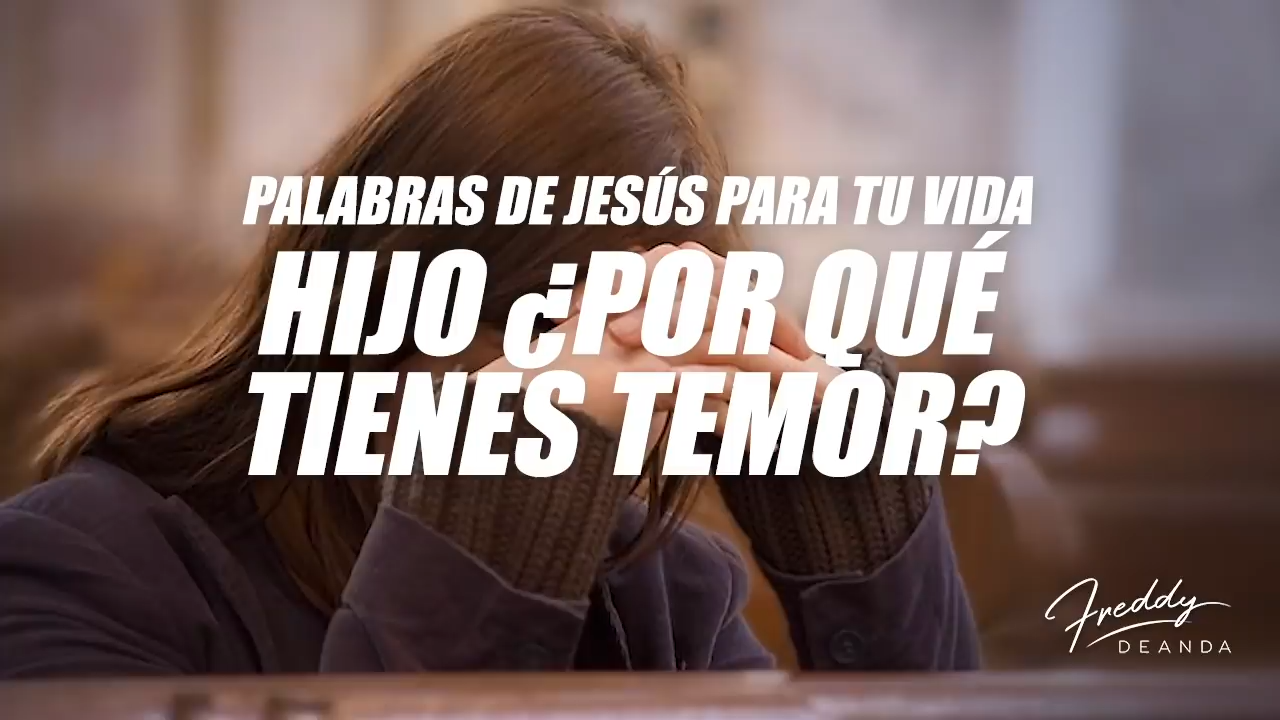 PALABRAS DE JESÚS PARA TU VIDA
HIJO ¿POR QUÉ
TIENES TEMOR?
Freddy
DEANDA